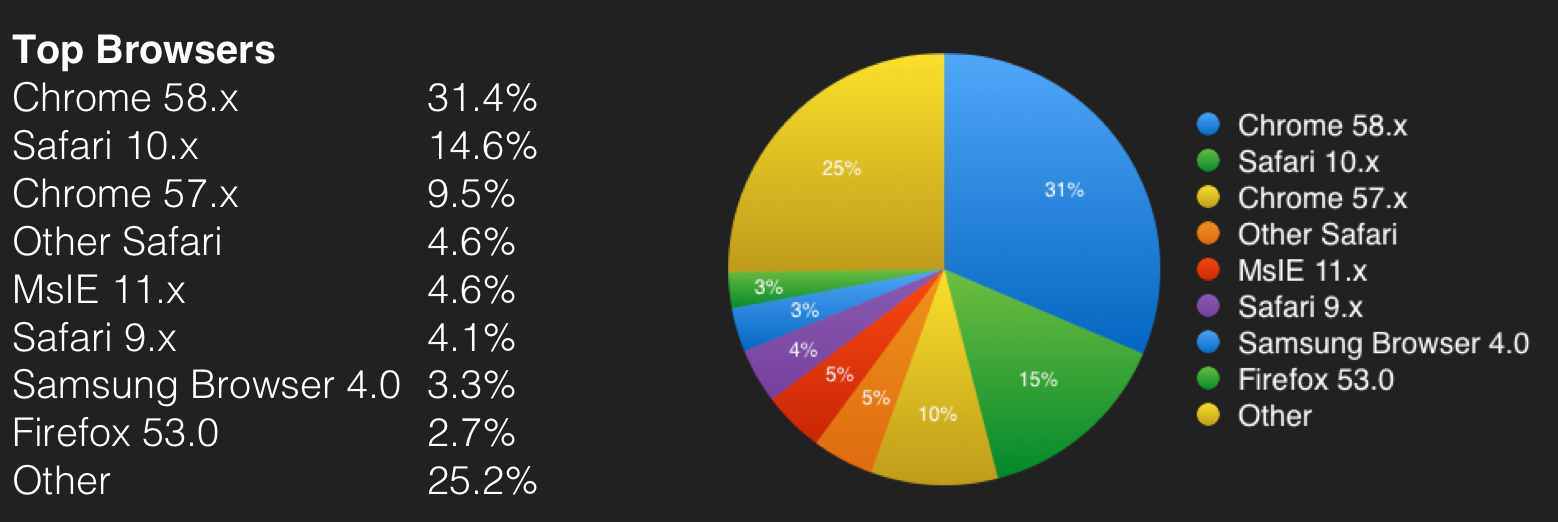 Top Browsers
Chrome 58.x 31.4%
Safari 10.x 14.6%
Chrome 57.x 9.5%
Other Safari 4.6%
MsIE 11.x 4.6%
Safari 9.x 4.1%
Samsung Browser 4.0 3.3%
Firefox 53.0 2.7%
Other 25.2%
31%
15%
10%
5%
5%
4%
3%
3%
25%
Chrome 58.x
Safari 10.x
Chrome 57.x
Other Safari
MsIE 11.x
Safari 9.x
Samsung Browser 4.0
Firefox 53.0
Other